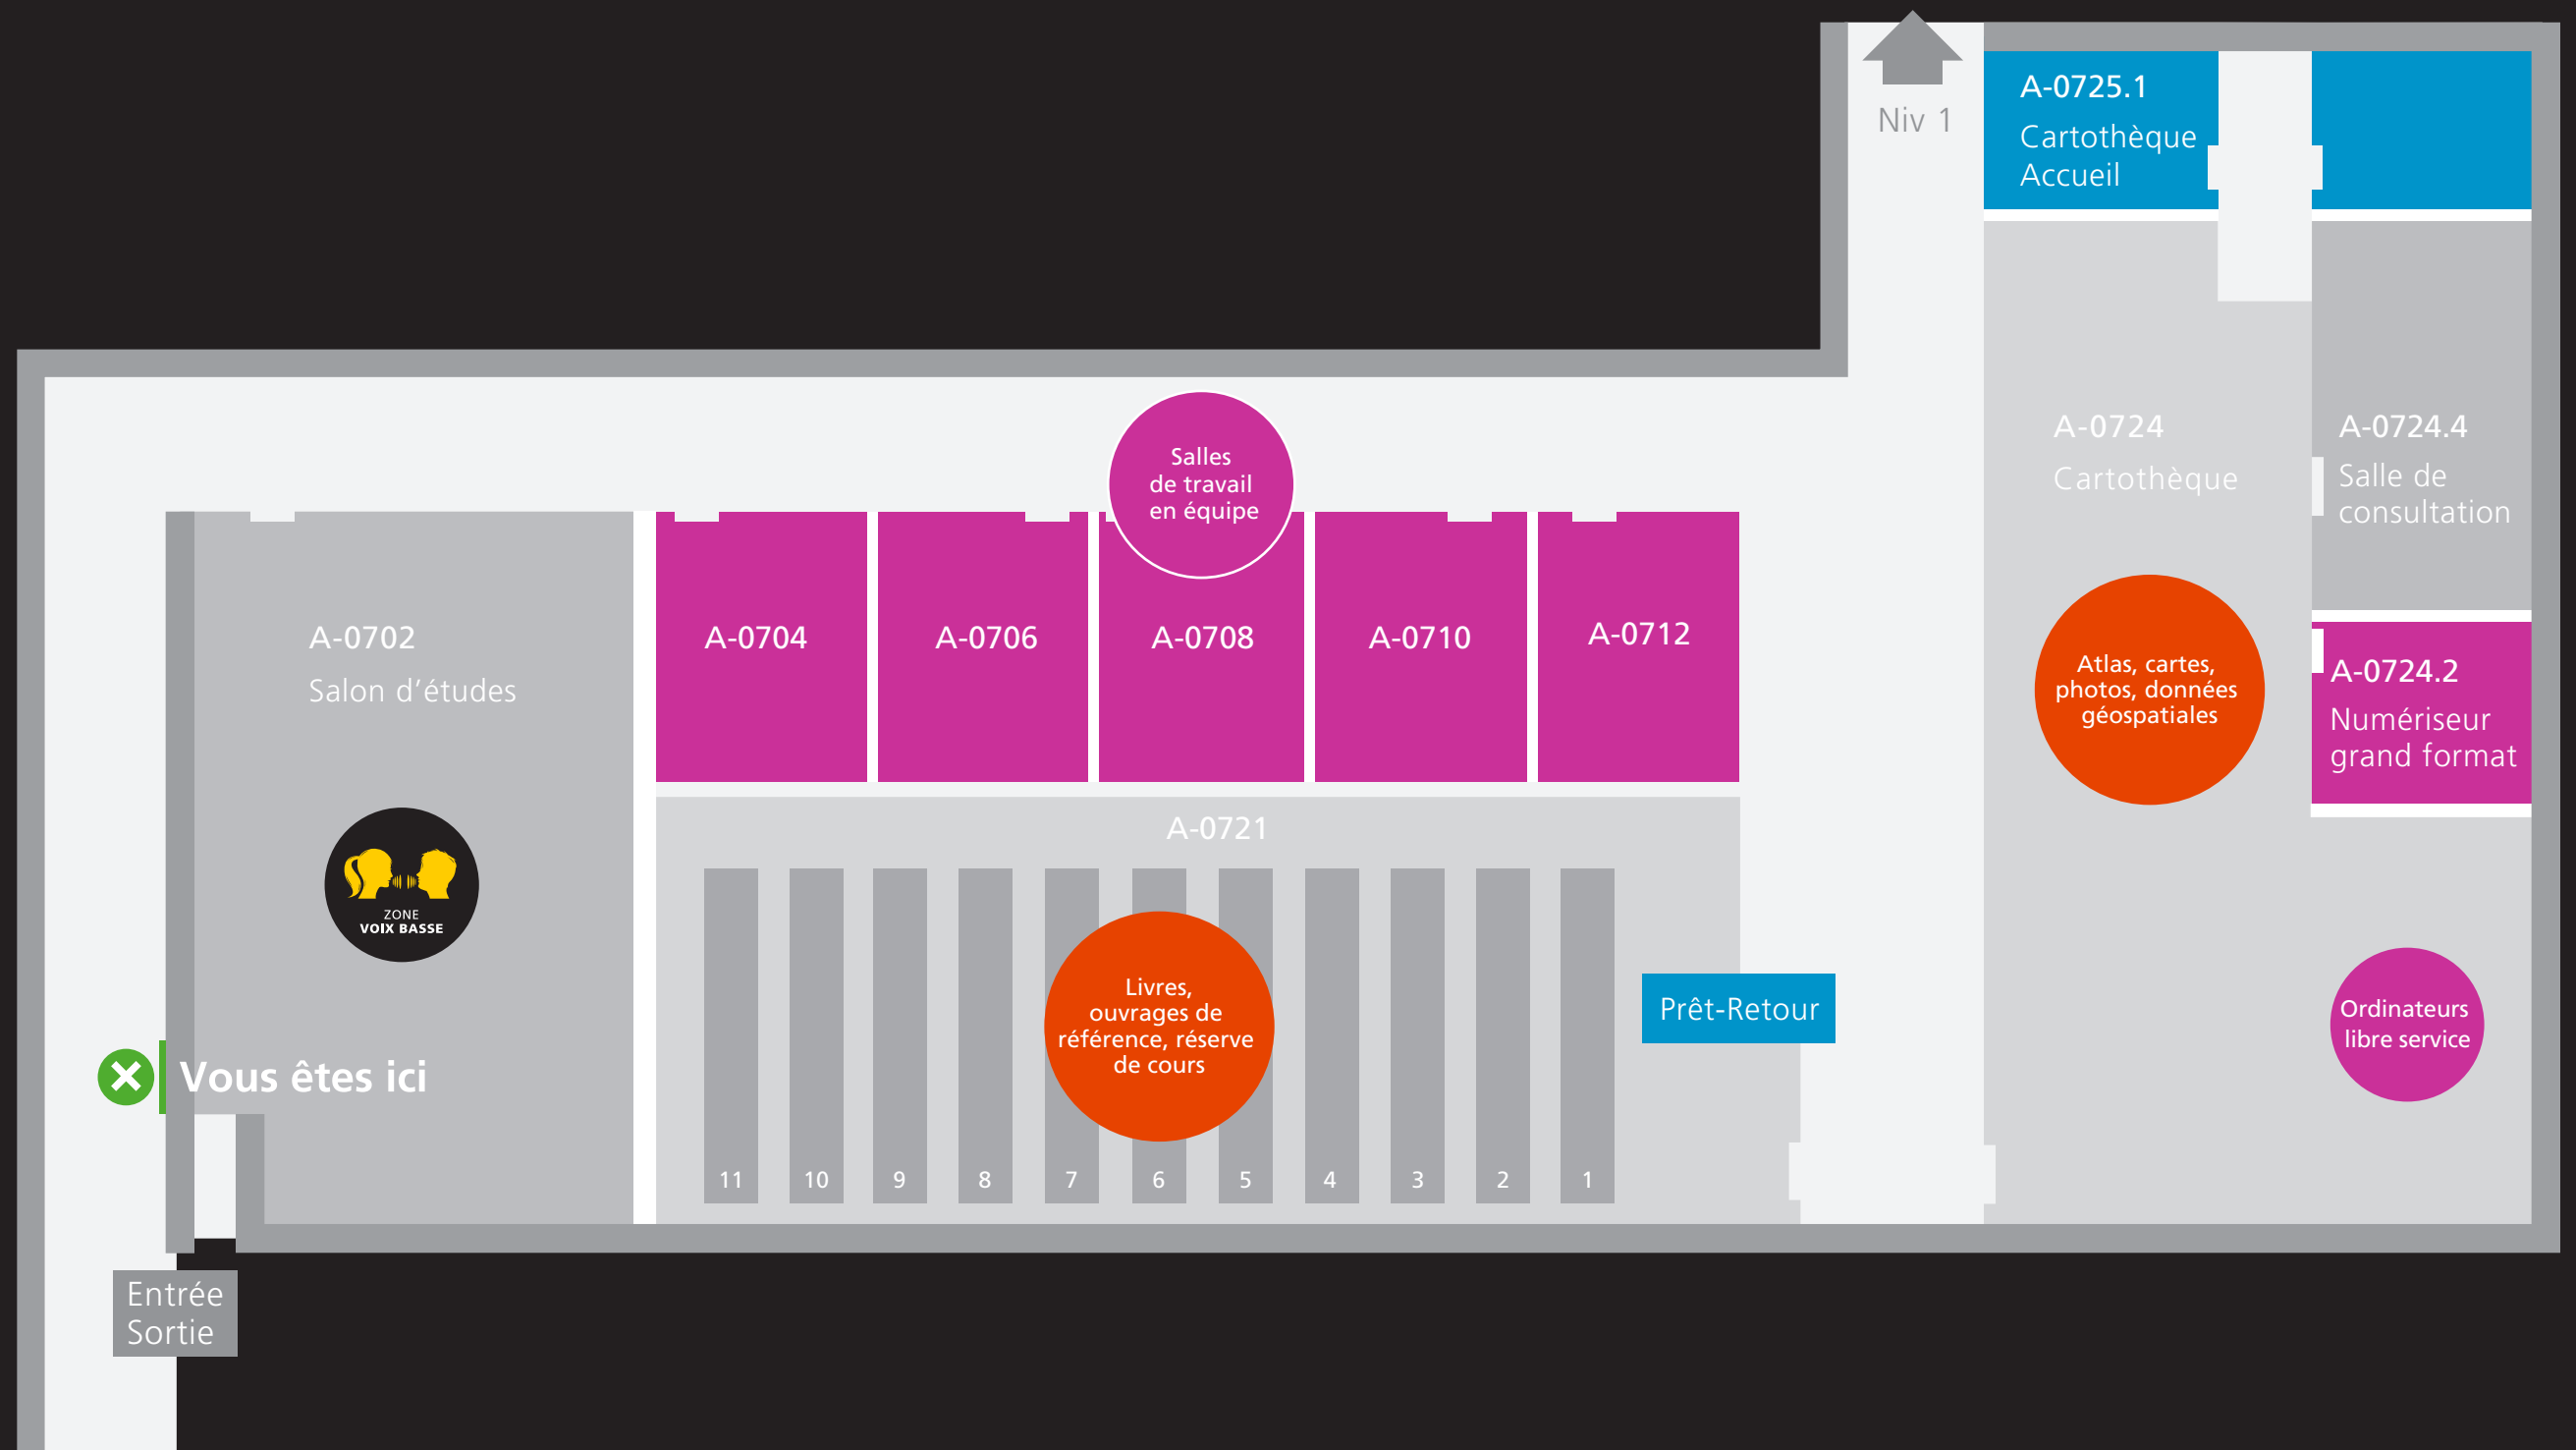 Niv 1
A-0725.1
Cartothèque
Accueil
Salles
de travail
en équipe
A-0724
Cartothèque
A-0724.4
Salle de
consultation
A-0702
Salon d’études
A-0704
A-0706
A-0708
A-0710
A-0712
Atlas, cartes,
photos, données
géospatiales
A-0724.2
Numériseur
grand format
A-0721
ZONE
VOIX BASSE
Livres,
ouvrages de
référence, réserve
de cours
Prêt-Retour
Ordinateurs
libre service
Vous êtes ici
11 10 9 8 7 6 5 4 3 2 1
Entrée
Sortie